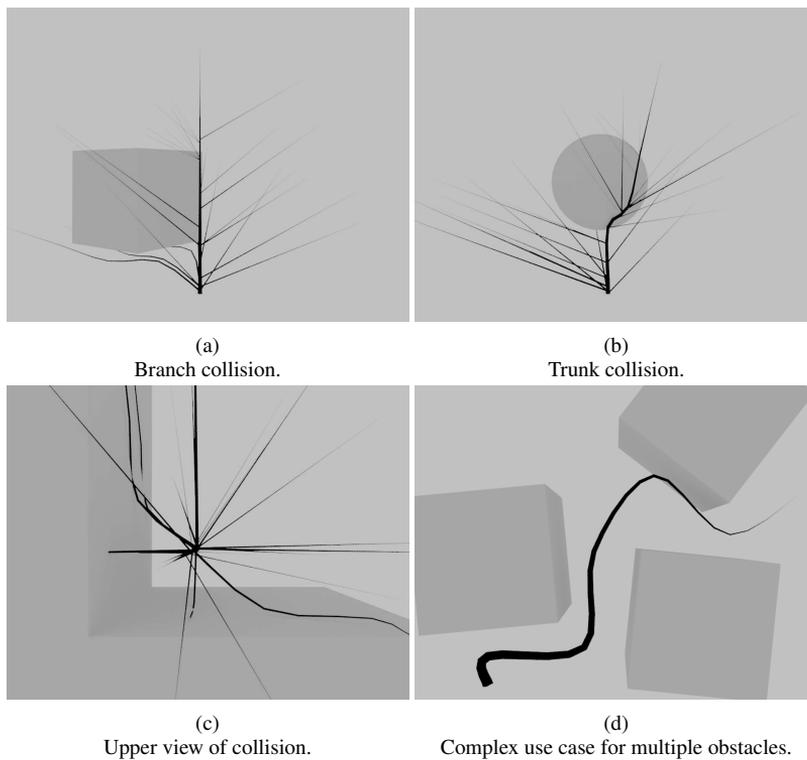 (a)
Branch collision.
(b)
Trunk collision.
(c)
Upper view of collision.
(d)
Complex use case for multiple obstacles.